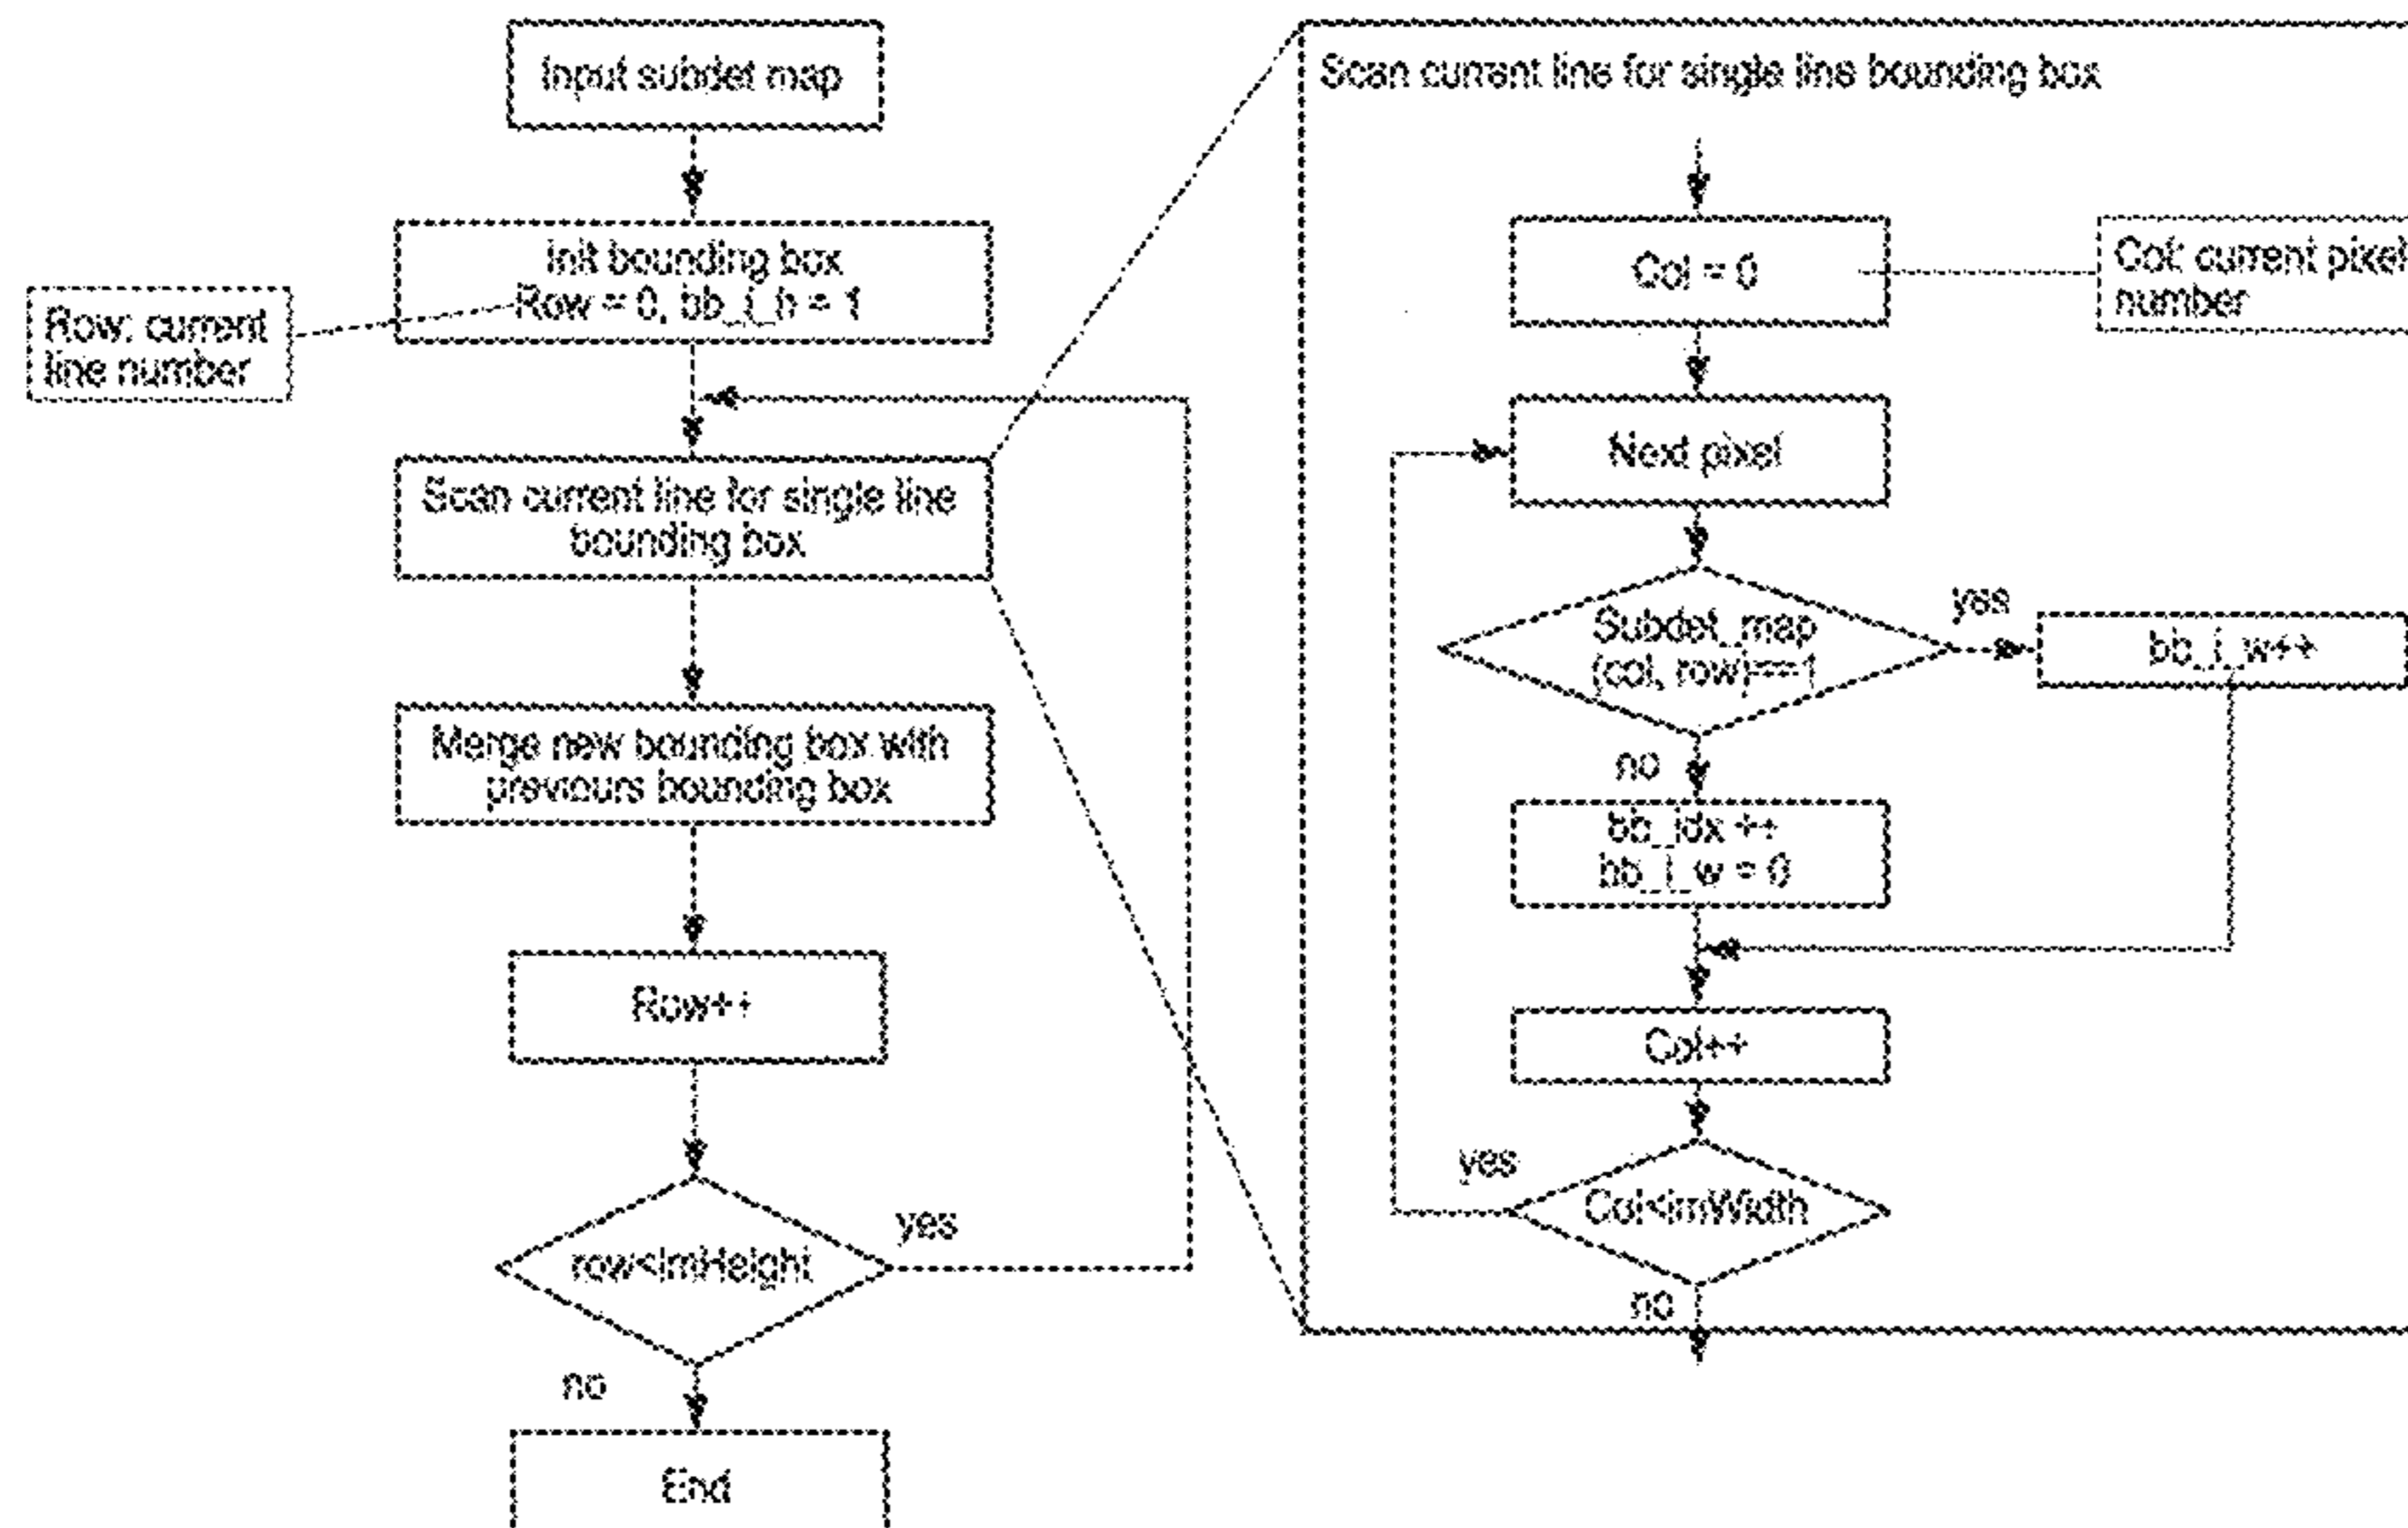 Input subdet map
Init bounding box
Row = 0, bb_i_h = 1
Row: current
line number
Scan current line for single line
bounding box
Merge new bounding box with
previours bounding box
Row++
row<imHeight
yes
no
End
Scan current line for single line bounding box
Col = 0
Col: current pixel
number
Next pixel
Subdet_map
(col, row)==1
yes
bb_i_w++
no
bb_idx ++
bb_i_w = 0
Col++
yes
Col<imWidth
no